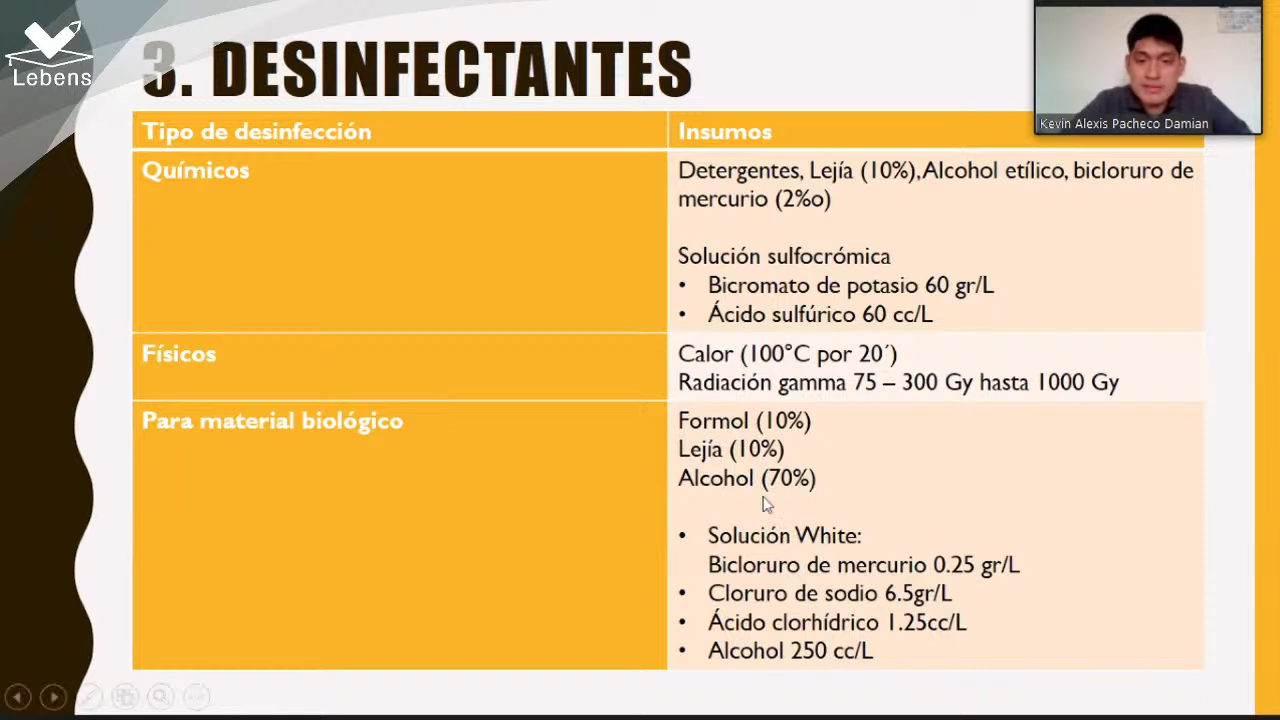 Lebens
3. DESINFECTANTES
Kevin Alexis Pacheco Damian
Tipo de desinfección
Insumos
Químicos
Detergentes, Lejía (10%), Alcohol etílico, bicloruro de
mercurio (2%o)
Solución sulfocrómica
• Bicromato de potasio 60 gr/L
• Ácido sulfúrico 60 cc/L
Físicos
Calor (100°C por 20´)
Radiación gamma 75 – 300 Gy hasta 1000 Gy
Para material biológico
Formol (10%)
Lejía (10%)
Alcohol (70%)
• Solución White:
Bicloruro de mercurio 0.25 gr/L
• Cloruro de sodio 6.5gr/L
• Ácido clorhídrico 1.25cc/L
• Alcohol 250 cc/L